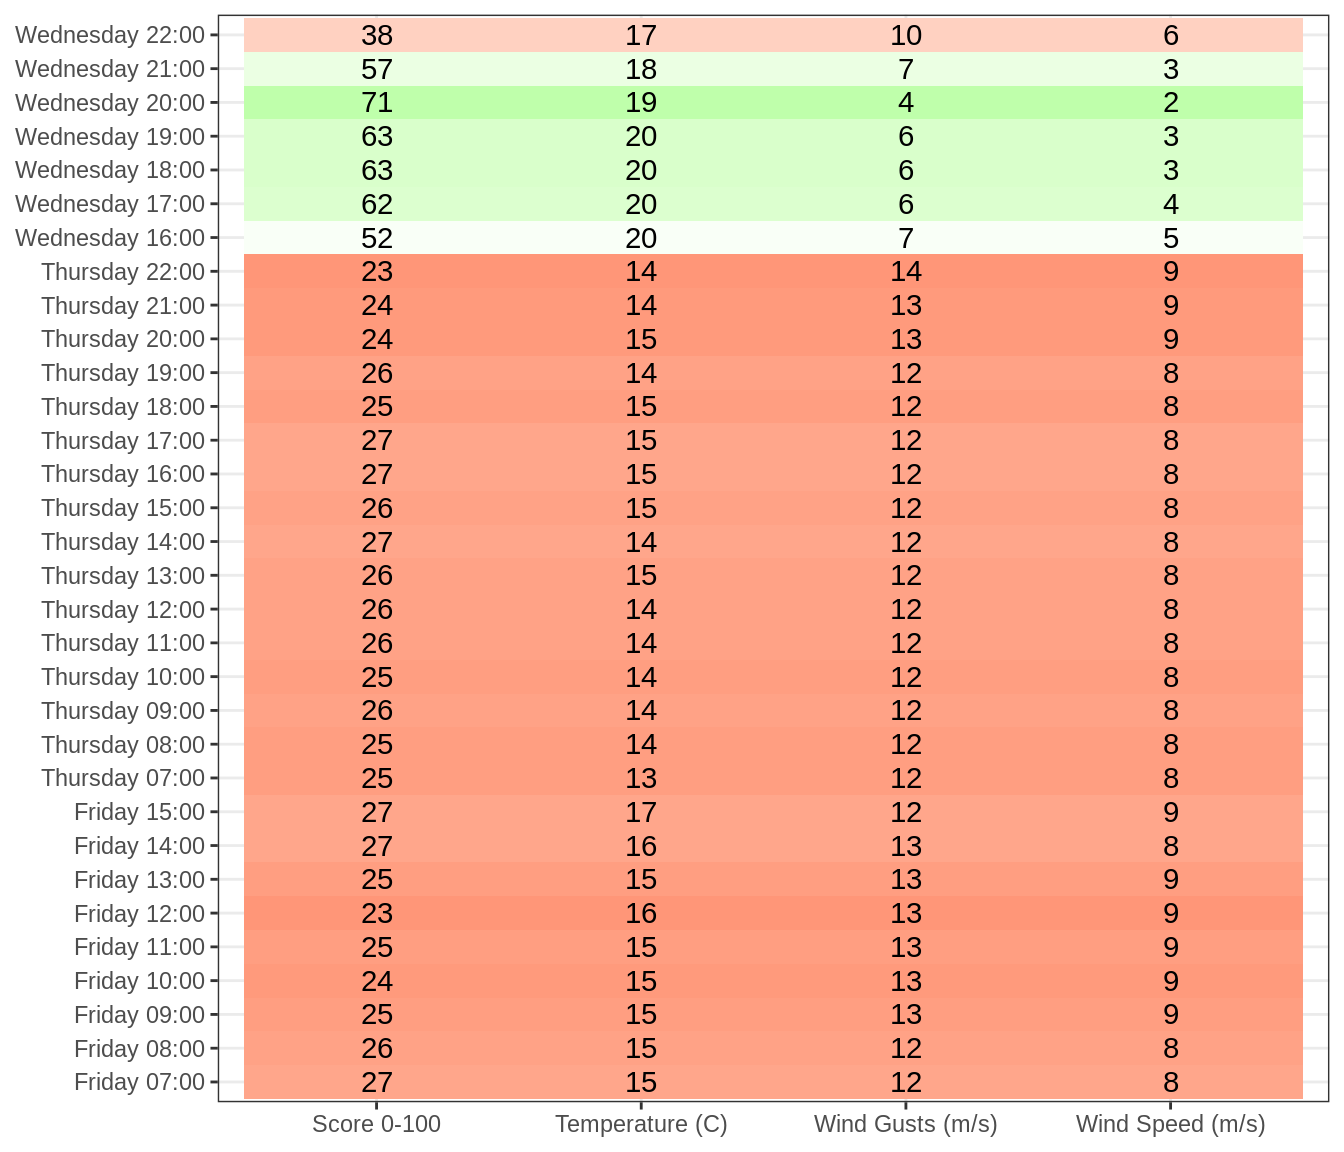 Wednesday 22:00 38 17 10 6
Wednesday 21:00 57 18 7 3
Wednesday 20:00 71 19 4 2
Wednesday 19:00 63 20 6 3
Wednesday 18:00 63 20 6 3
Wednesday 17:00 62 20 6 4
Wednesday 16:00 52 20 7 5
Thursday 22:00 23 14 14 9
Thursday 21:00 24 14 13 9
Thursday 20:00 24 15 13 9
Thursday 19:00 26 14 12 8
Thursday 18:00 25 15 12 8
Thursday 17:00 27 15 12 8
Thursday 16:00 27 15 12 8
Thursday 15:00 26 15 12 8
Thursday 14:00 27 14 12 8
Thursday 13:00 26 15 12 8
Thursday 12:00 26 14 12 8
Thursday 11:00 26 14 12 8
Thursday 10:00 25 14 12 8
Thursday 09:00 26 14 12 8
Thursday 08:00 25 14 12 8
Thursday 07:00 25 13 12 8
Friday 15:00 27 17 12 9
Friday 14:00 27 16 13 8
Friday 13:00 25 15 13 9
Friday 12:00 23 16 13 9
Friday 11:00 25 15 13 9
Friday 10:00 24 15 13 9
Friday 09:00 25 15 13 9
Friday 08:00 26 15 12 8
Friday 07:00 27 15 12 8
Score 0-100 Temperature (C) Wind Gusts (m/s) Wind Speed (m/s)